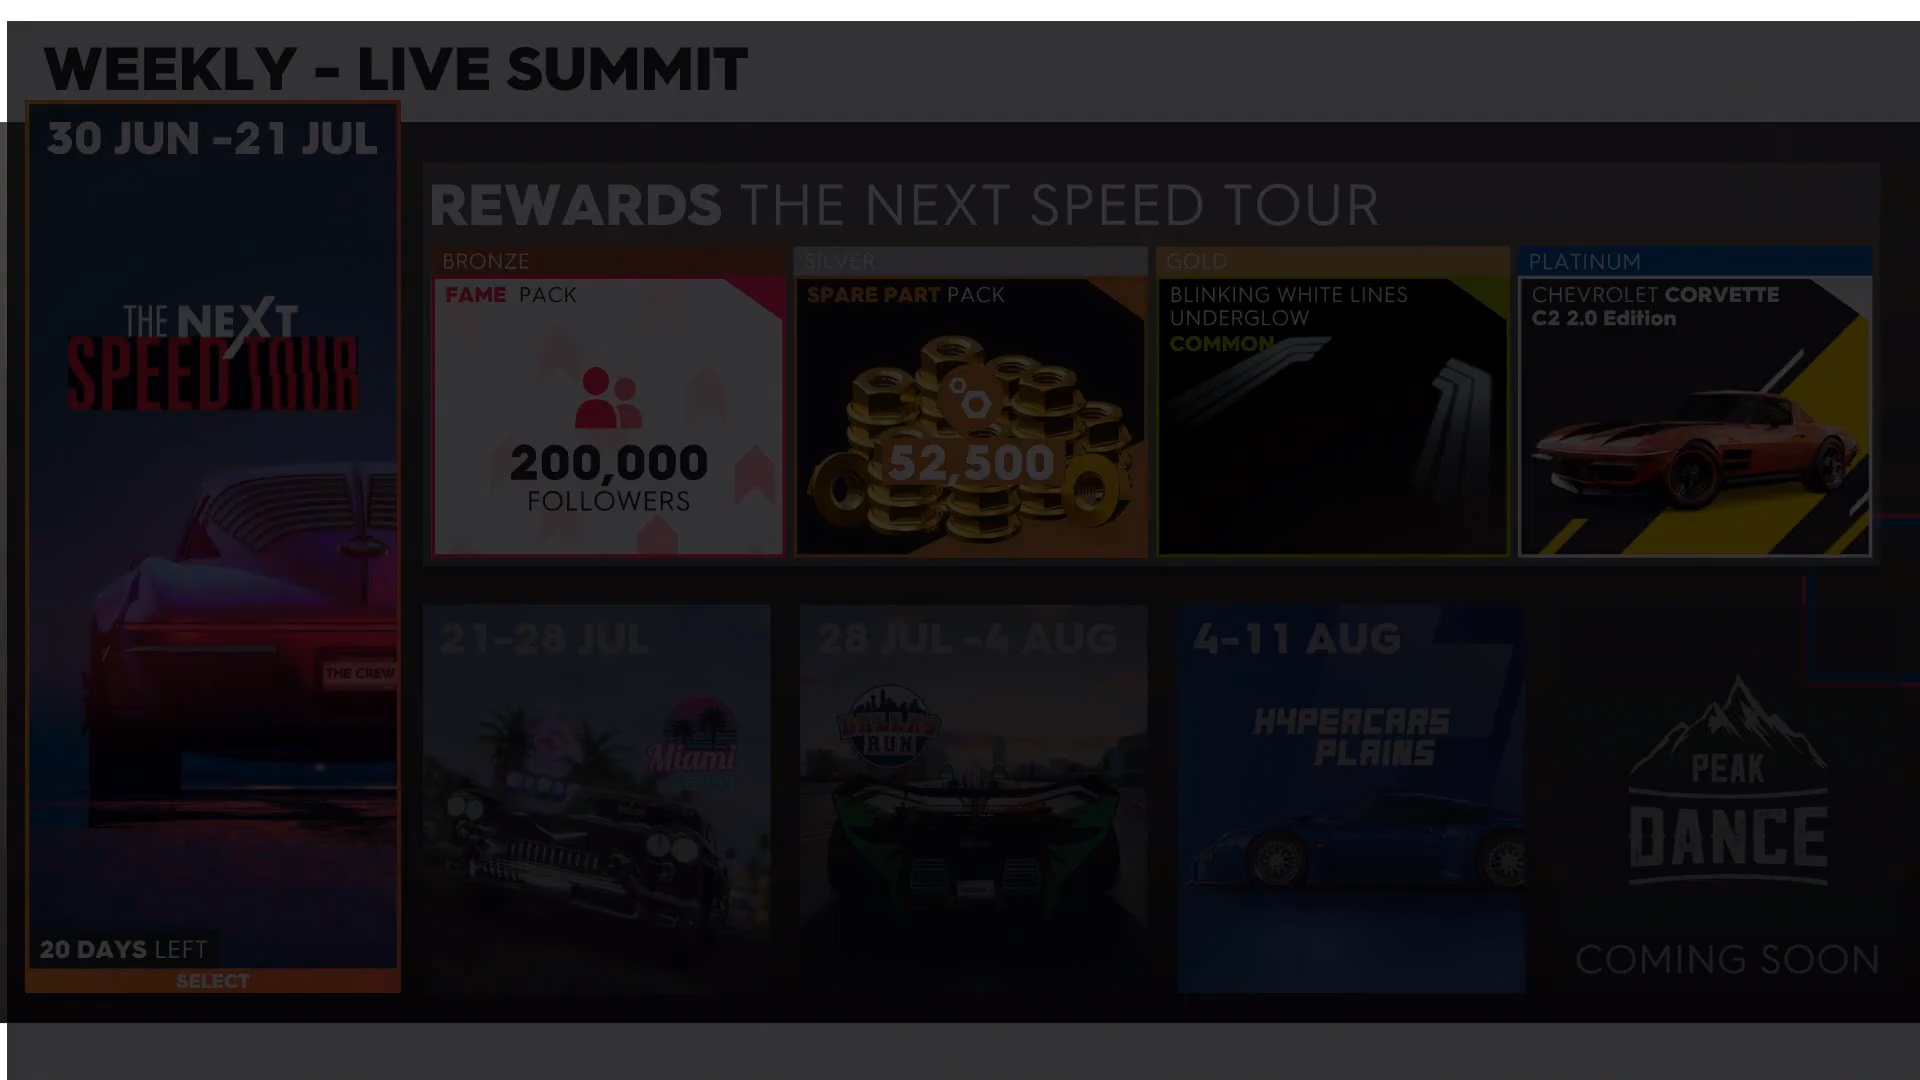 WEEKLY - LIVE SUMMIT
30 JUN -21 JUL
THE NEXT
SPEED TOUR
THE CREW
20 DAYS LEFT
SELECT
REWARDS THE NEXT SPEED TOUR
BRONZE
FAME PACK
200,000
FOLLOWERS
SILVER
SPARE PART PACK
52,500
GOLD
BLINKING WHITE LINES
UNDERGLOW
COMMON
PLATINUM
CHEVROLET CORVETTE
C2 2.0 Edition
21-28 JUL
Miami
28 JUL -4 AUG
DALLAS
RUN
4-11 AUG
HYPERCARS
PLAINS
PEAK
DANCE
COMING SOON